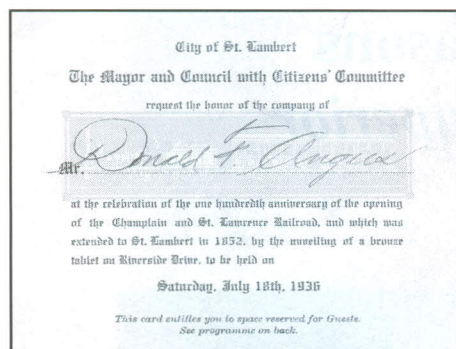 City of St. Lambert
The Mayor and Council with Citizens' Committee
request the honor of the company of
Mr. Donald F. Angus
at the celebration of the one hundredth anniversary of the opening
of the Champlain and St. Lawrence Railroad, and which was
extended to St. Lambert in 1852, by the unveiling of a bronze
tablet on Riverside Drive, to be held on
Saturday, July 18th, 1936
This card entitles you to space reserved for Guests.
See programme on back.